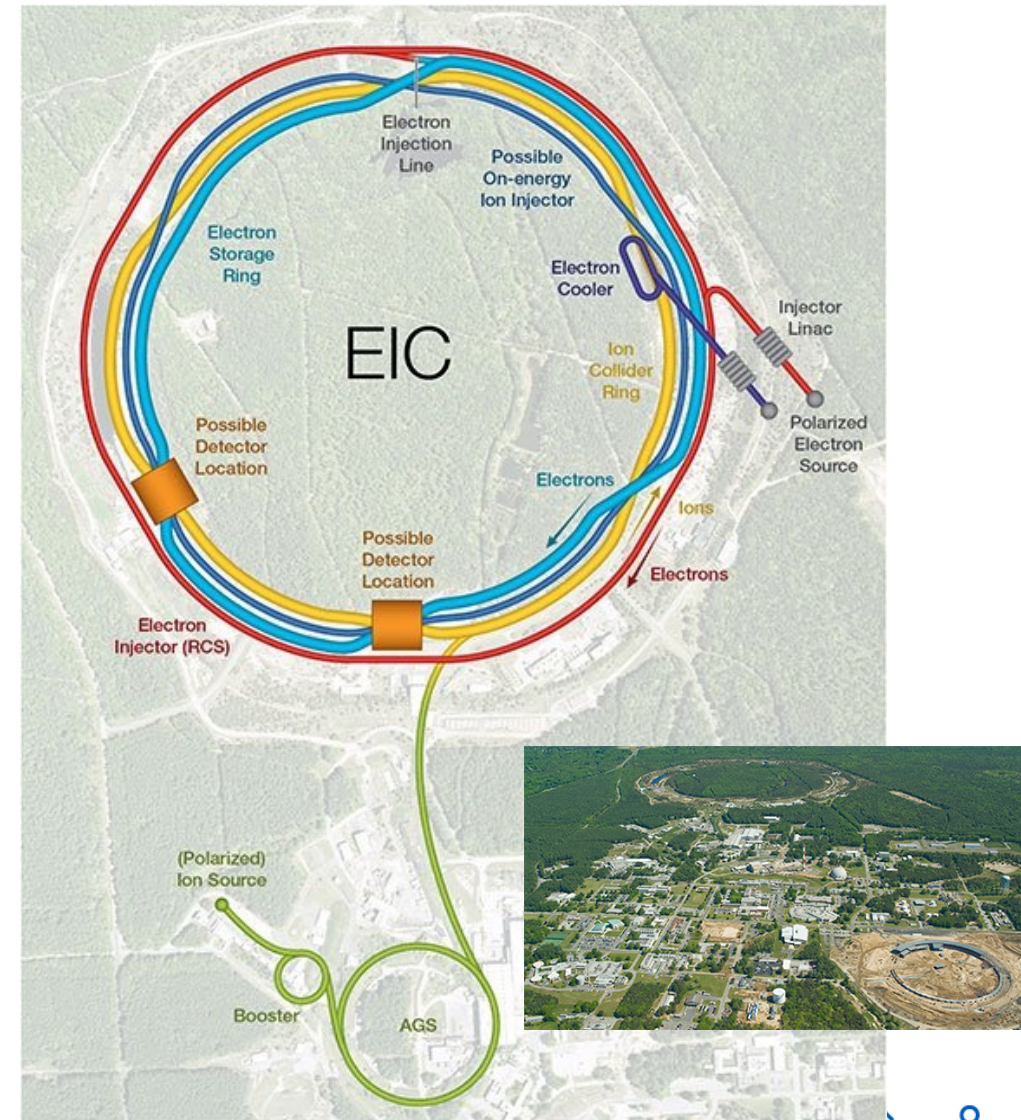 Electron
Injection
Line
Possible
On-energy
Ion Injector
Electron
Storage
Ring
Electron
Cooler
Injector
Linac
EIC
Ion
Collider
Ring
Polarized
Electron
Source
Possible
Detector
Location
Electrons
Ions
Possible
Detector
Location
Electrons
Electron
Injector (RCS)
(Polarized)
Ion Source
Booster
AGS